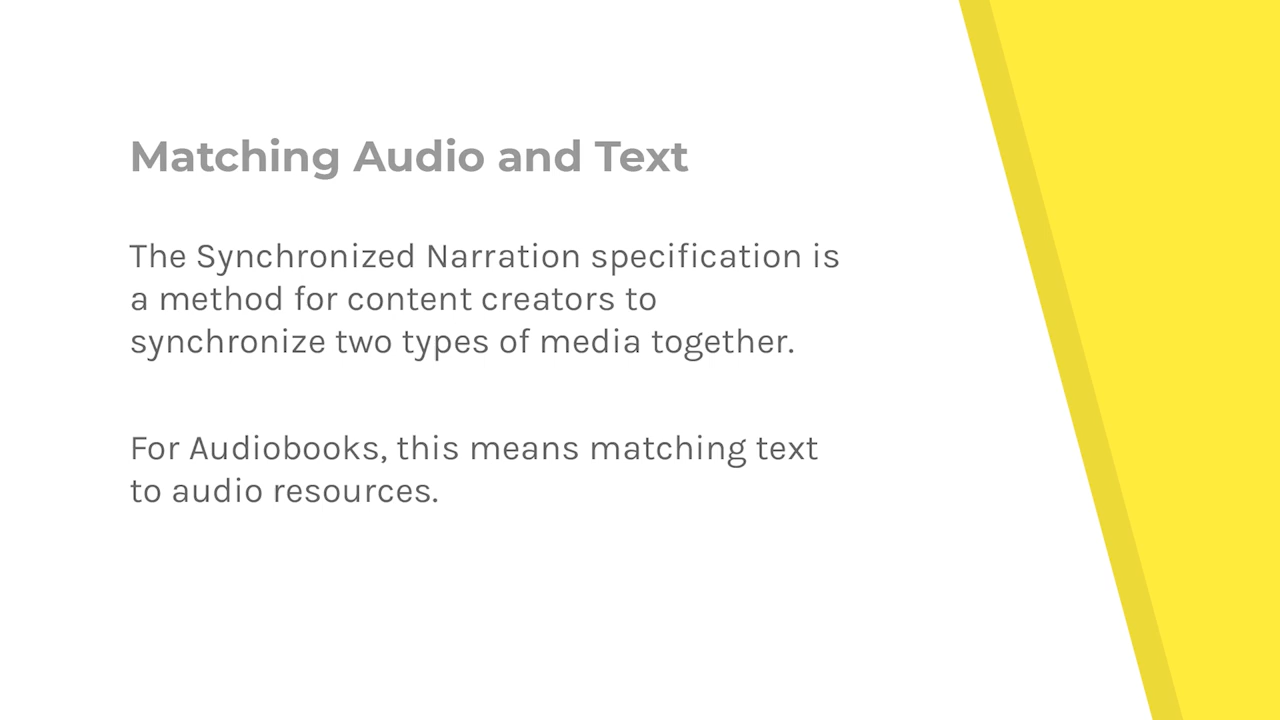 Matching Audio and Text
The Synchronized Narration specification is
a method for content creators to
synchronize two types of media together.
For Audiobooks, this means matching text
to audio resources.